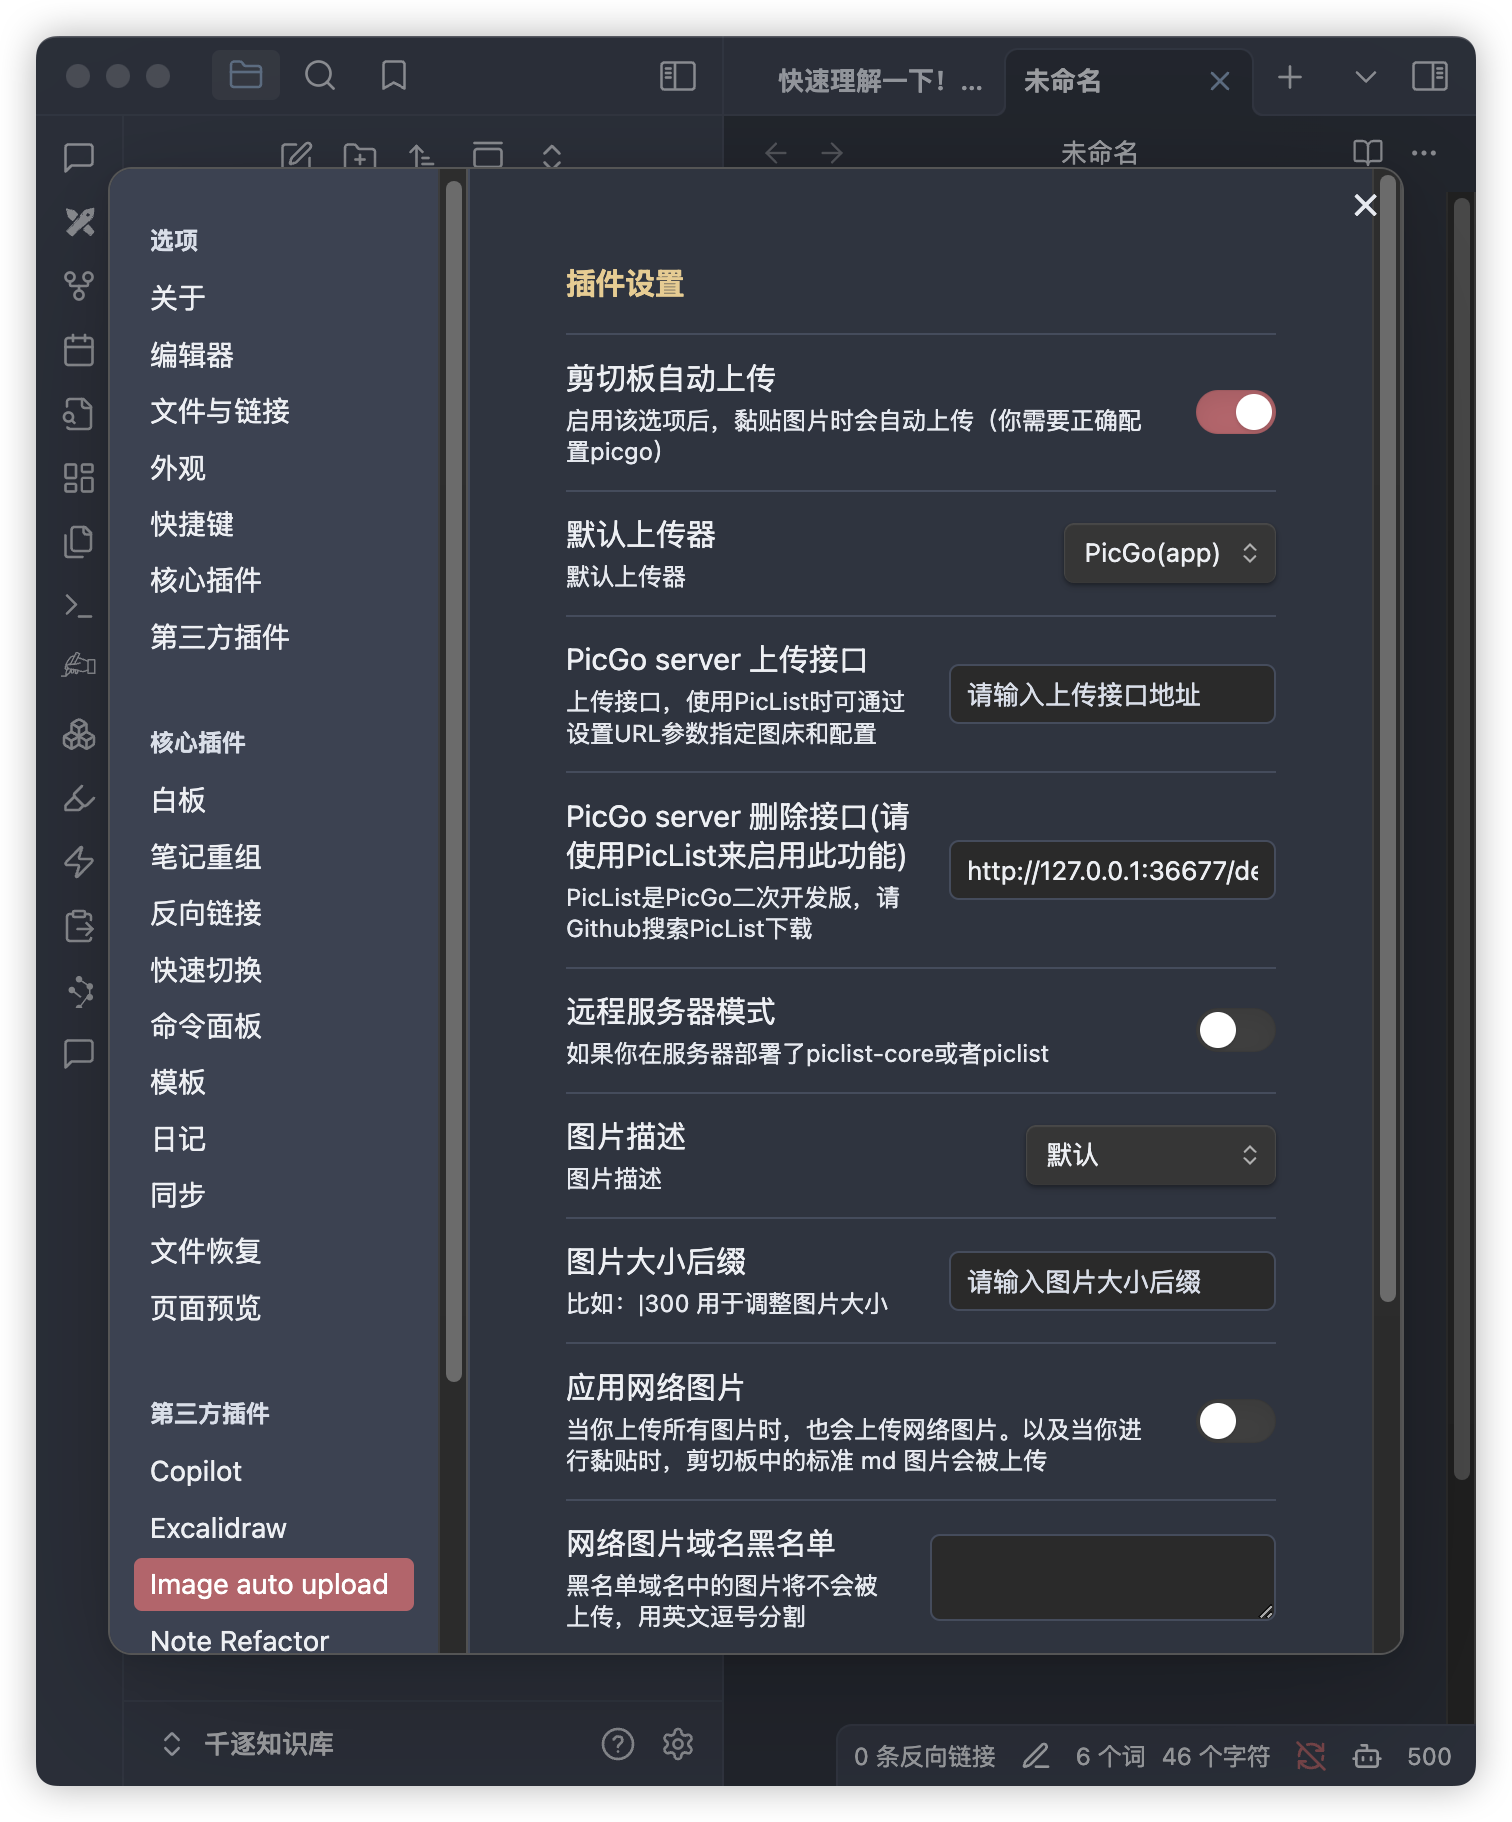 快速理解一下！...
未命名
未命名
选项
关于
编辑器
文件与链接
外观
快捷键
核心插件
第三方插件
核心插件
白板
笔记重组
反向链接
快速切换
命令面板
模板
日记
同步
文件恢复
页面预览
第三方插件
Copilot
Excalidraw
Image auto upload
Note Refactor
插件设置
剪切板自动上传
启用该选项后，黏贴图片时会自动上传（你需要正确配
置picgo）
默认上传器
默认上传器
PicGo(app)
PicGo server 上传接口
上传接口，使用PicList时可通过
设置URL参数指定图床和配置
请输入上传接口地址
PicGo server 删除接口(请
使用PicList来启用此功能)
PicList是PicGo二次开发版，请
Github搜索PicList下载
http://127.0.0.1:36677/de
远程服务器模式
如果你在服务器部署了piclist-core或者piclist
图片描述
图片描述
默认
图片大小后缀
比如：|300 用于调整图片大小
请输入图片大小后缀
应用网络图片
当你上传所有图片时，也会上传网络图片。以及当你进
行黏贴时，剪切板中的标准 md 图片会被上传
网络图片域名黑名单
黑名单域名中的图片将不会被
上传，用英文逗号分割
千逐知识库
0 条反向链接
6 个词
46 个字符
500